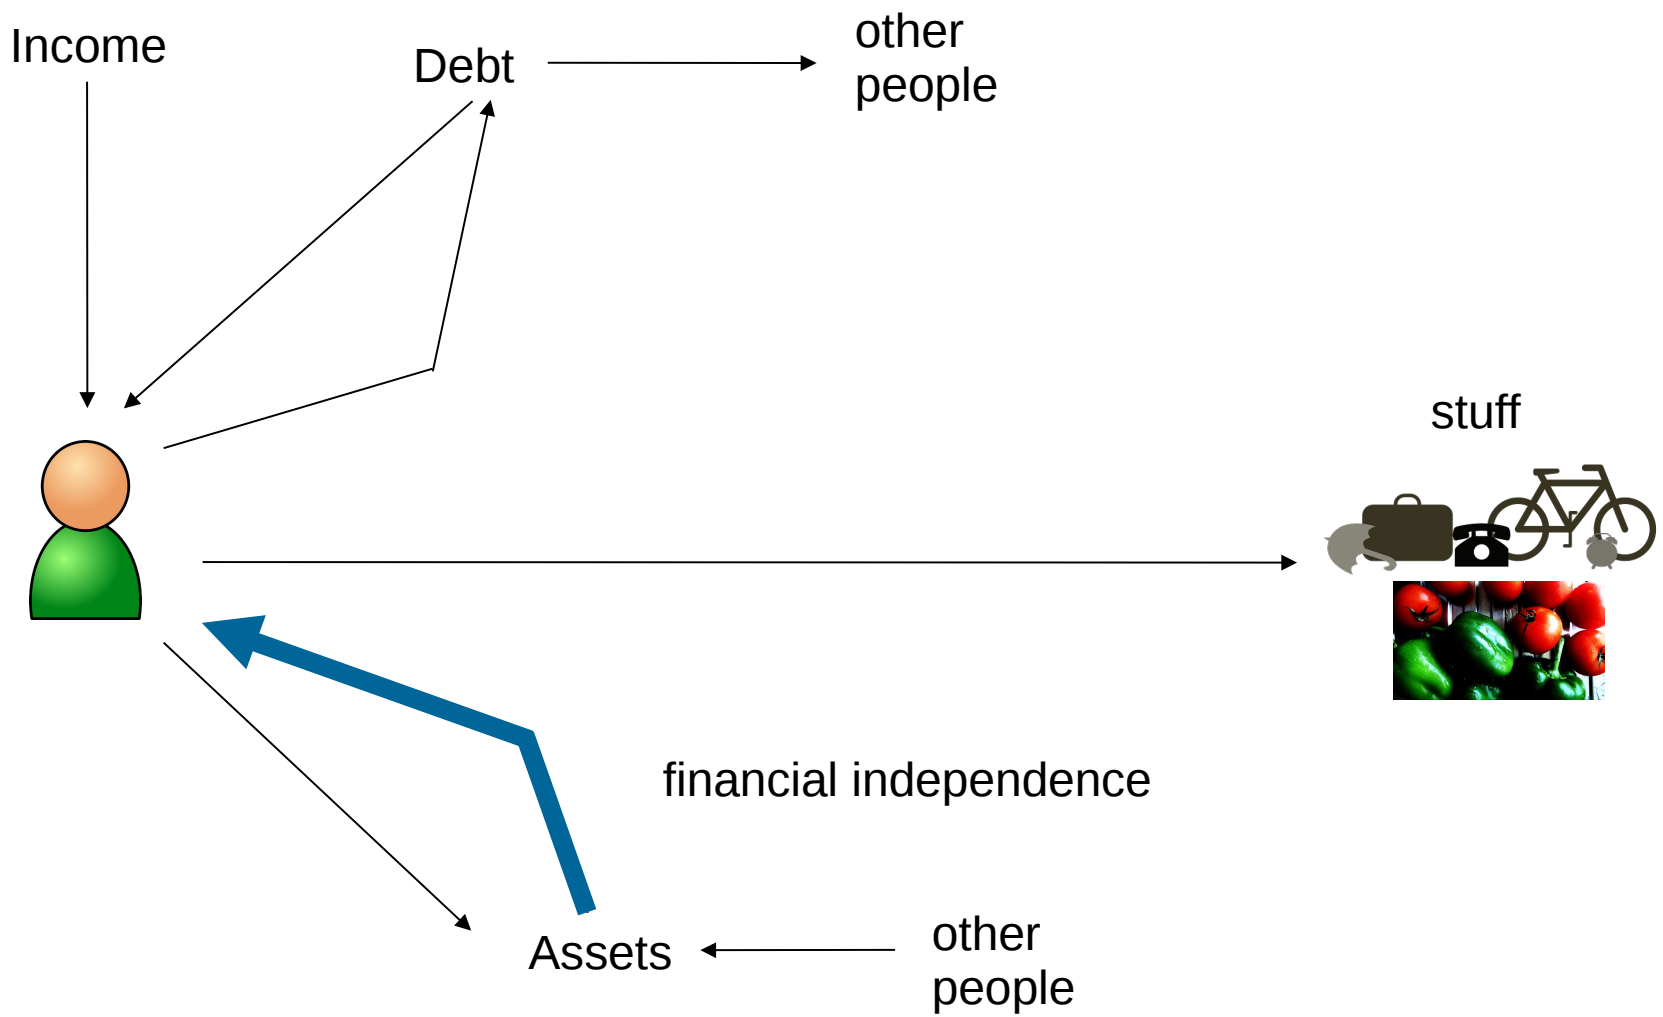 Income
Debt
other
people
stuff
financial independence
Assets
other
people